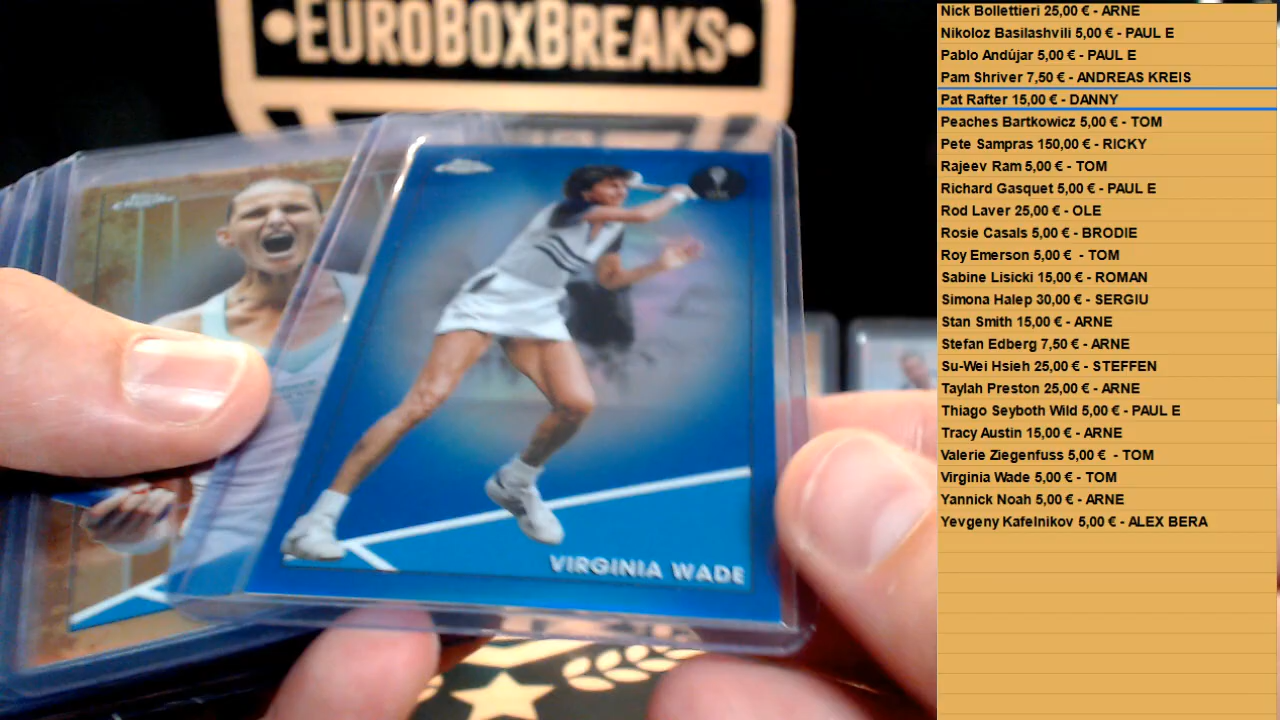 •EUROBOXBREAKS•
Chrome
VIRGINIA WADE
Nick Bollettieri 25,00 € - ARNE
Nikoloz Basilashvili 5,00 € - PAUL E
Pablo Andújar 5,00 € - PAUL E
Pam Shriver 7,50 € - ANDREAS KREIS
Pat Rafter 15,00 € - DANNY
Peaches Bartkowicz 5,00 € - TOM
Pete Sampras 150,00 € - RICKY
Rajeev Ram 5,00 € - TOM
Richard Gasquet 5,00 € - PAUL E
Rod Laver 25,00 € - OLE
Rosie Casals 5,00 € - BRODIE
Roy Emerson 5,00 € - TOM
Sabine Lisicki 15,00 € - ROMAN
Simona Halep 30,00 € - SERGIU
Stan Smith 15,00 € - ARNE
Stefan Edberg 7,50 € - ARNE
Su-Wei Hsieh 25,00 € - STEFFEN
Taylah Preston 25,00 € - ARNE
Thiago Seyboth Wild 5,00 € - PAUL E
Tracy Austin 15,00 € - ARNE
Valerie Ziegenfuss 5,00 € - TOM
Virginia Wade 5,00 € - TOM
Yannick Noah 5,00 € - ARNE
Yevgeny Kafelnikov 5,00 € - ALEX BERA